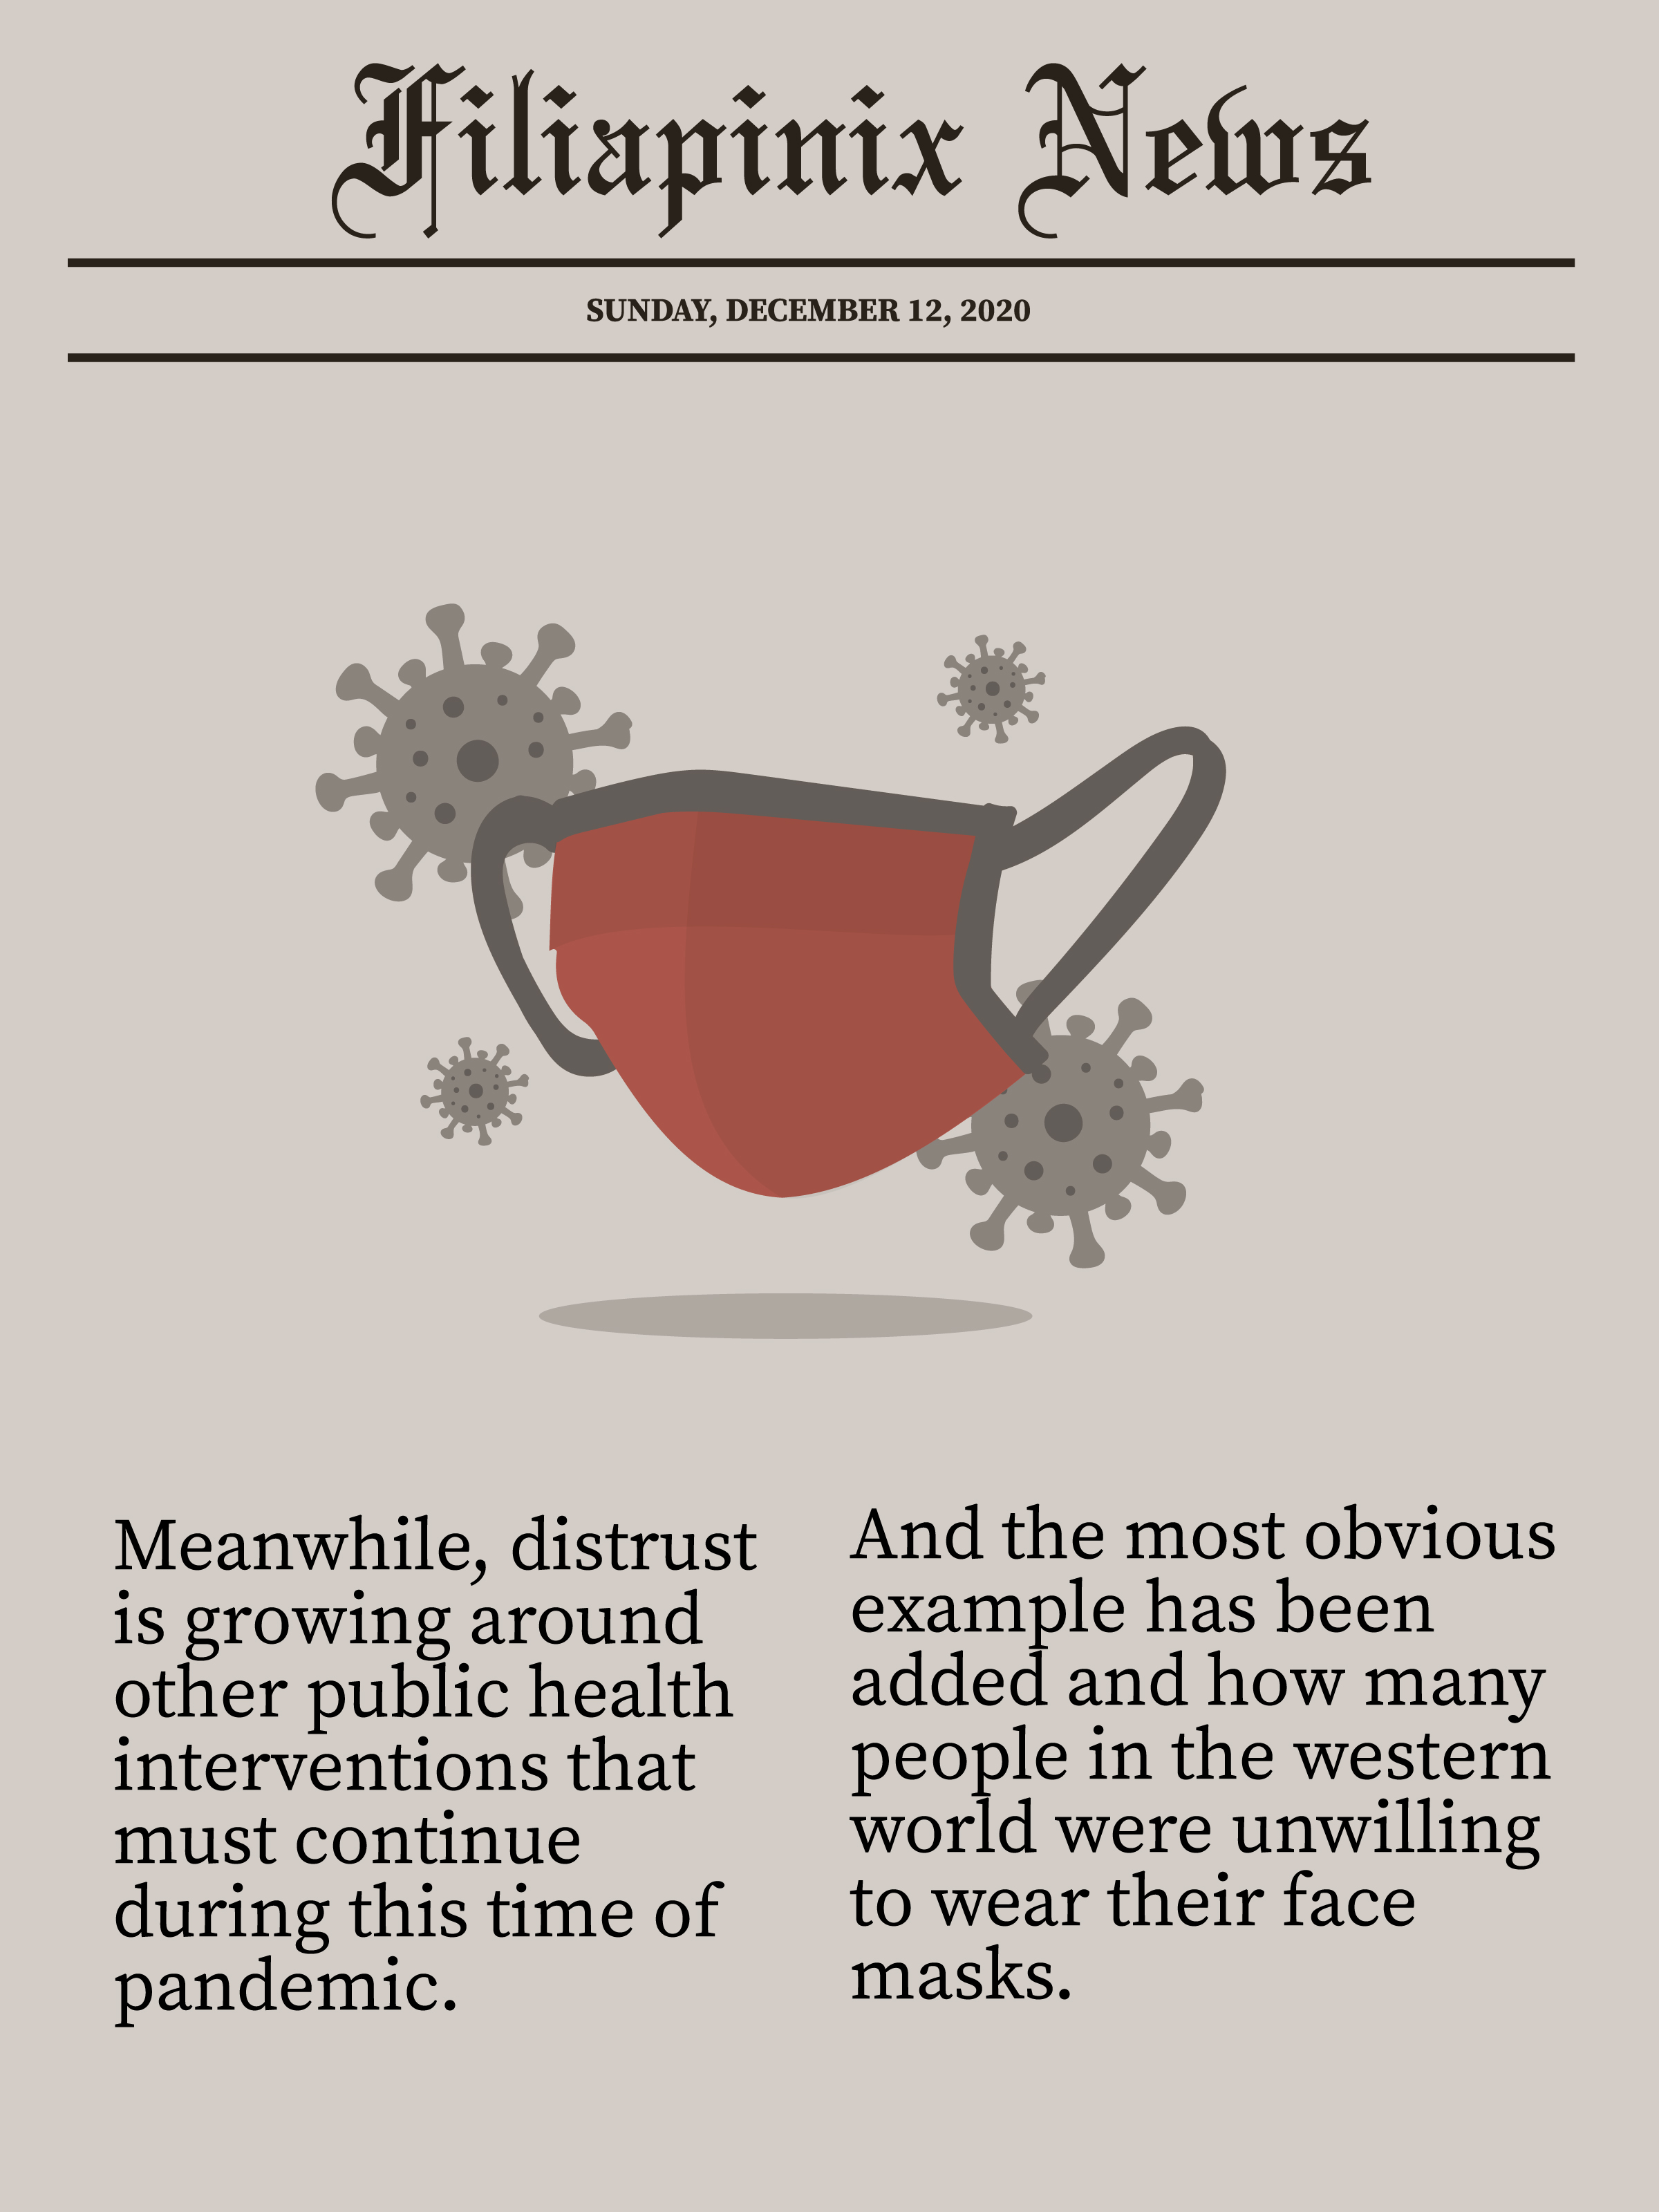 Filiapinix News
SUNDAY, DECEMBER 12, 2020
Meanwhile, distrust
is growing around
other public health
interventions that
must continue
during this time of
pandemic.
And the most obvious
example has been
added and how many
people in the western
world were unwilling
to wear their face
masks.